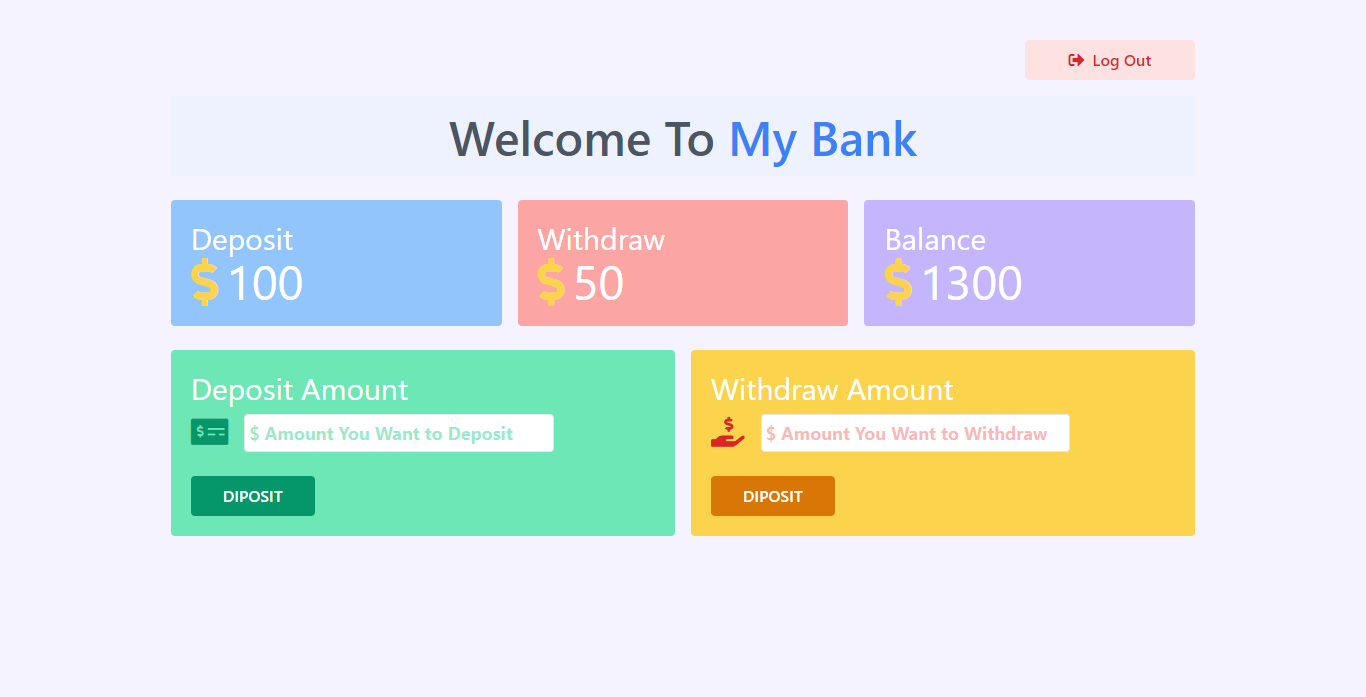 Log Out
Welcome To My Bank
Deposit
$ 100
Withdraw
$ 50
Balance
$ 1300
Deposit Amount
$ Amount You Want to Deposit
DIPOSIT
Withdraw Amount
$ Amount You Want to Withdraw
DIPOSIT